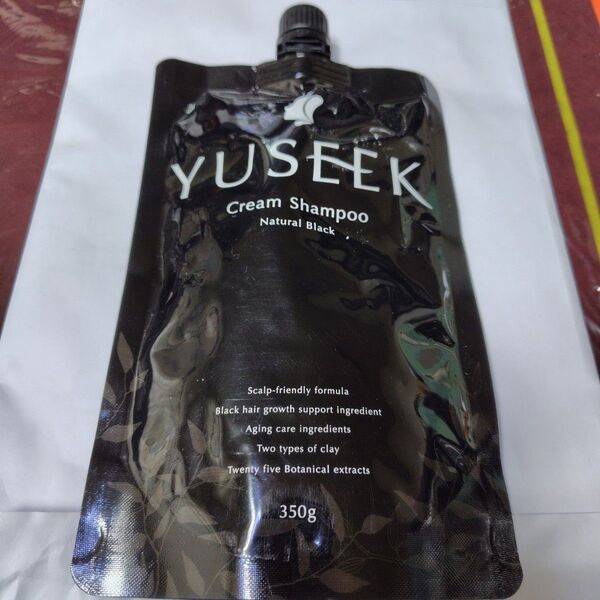 YUSEEK
Cream Shampoo
Natural Black
Scalp-friendly formula
Black hair growth support ingredient
Aging care ingredients
Two types of clay
Twenty five Botanical extracts
350g